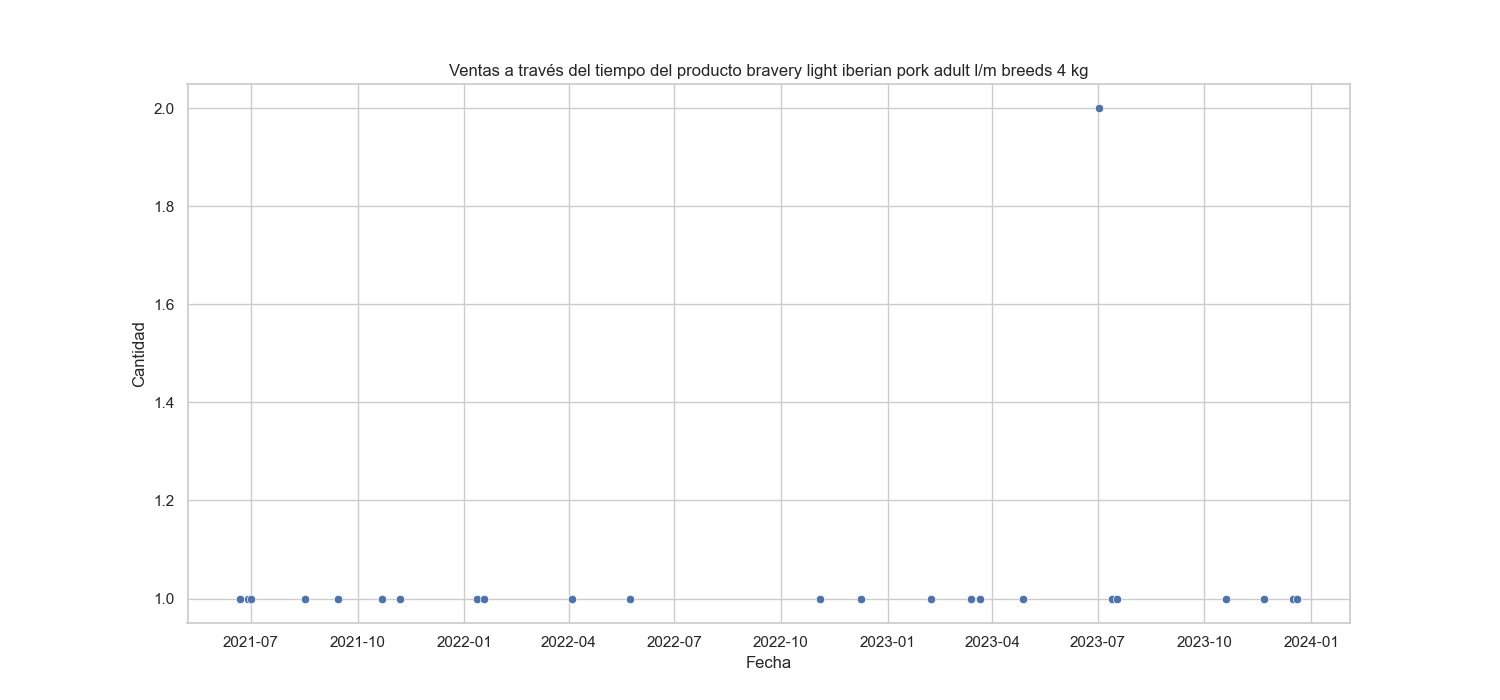 Ventas a través del tiempo del producto bravery light iberian pork adult l/m breeds 4 kg
2.0
1.8
1.6
1.4
1.2
1.0
Cantidad
2021-07 2021-10 2022-01 2022-04 2022-07 2022-10 2023-01 2023-04 2023-07 2023-10 2024-01
Fecha